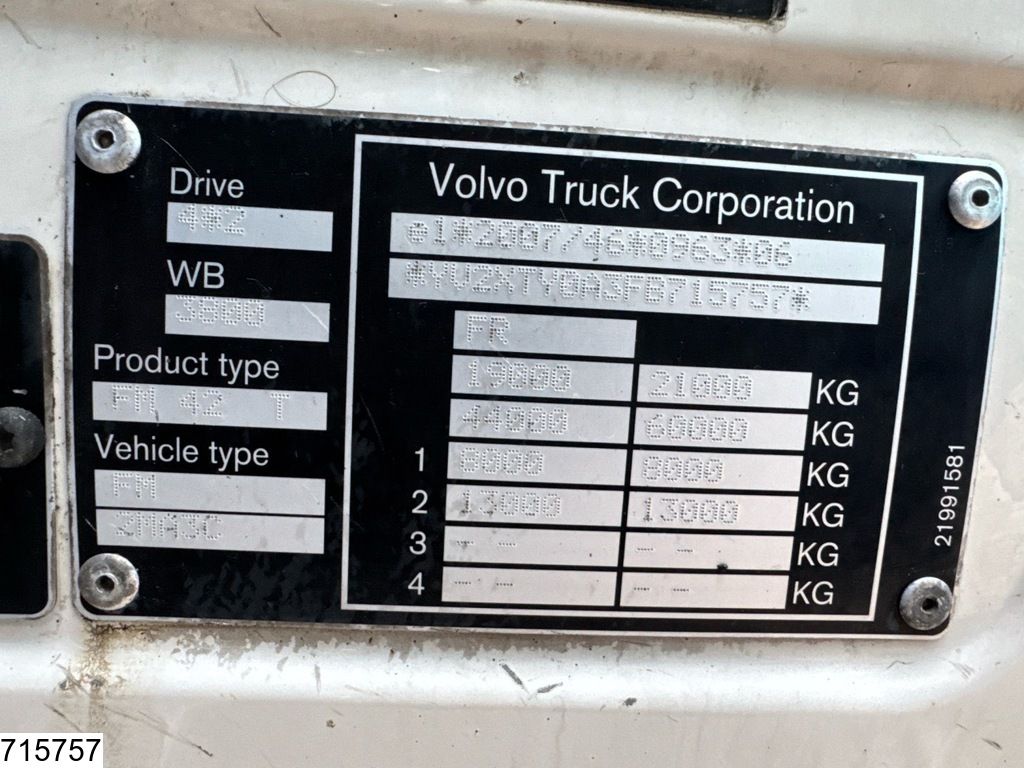 Drive
4*2
WB
3800
Product type
FM 42 T
Vehicle type
FM
2MA3C
Volvo Truck Corporation
e1*2007/46*0963*06
*YV2XTV0A3FB715757*
FR
19000 21000 KG
44000 60000 KG
1 8000 8000 KG
2 13000 13000 KG
3 -- -- KG
4 -- -- KG
21991581
715757